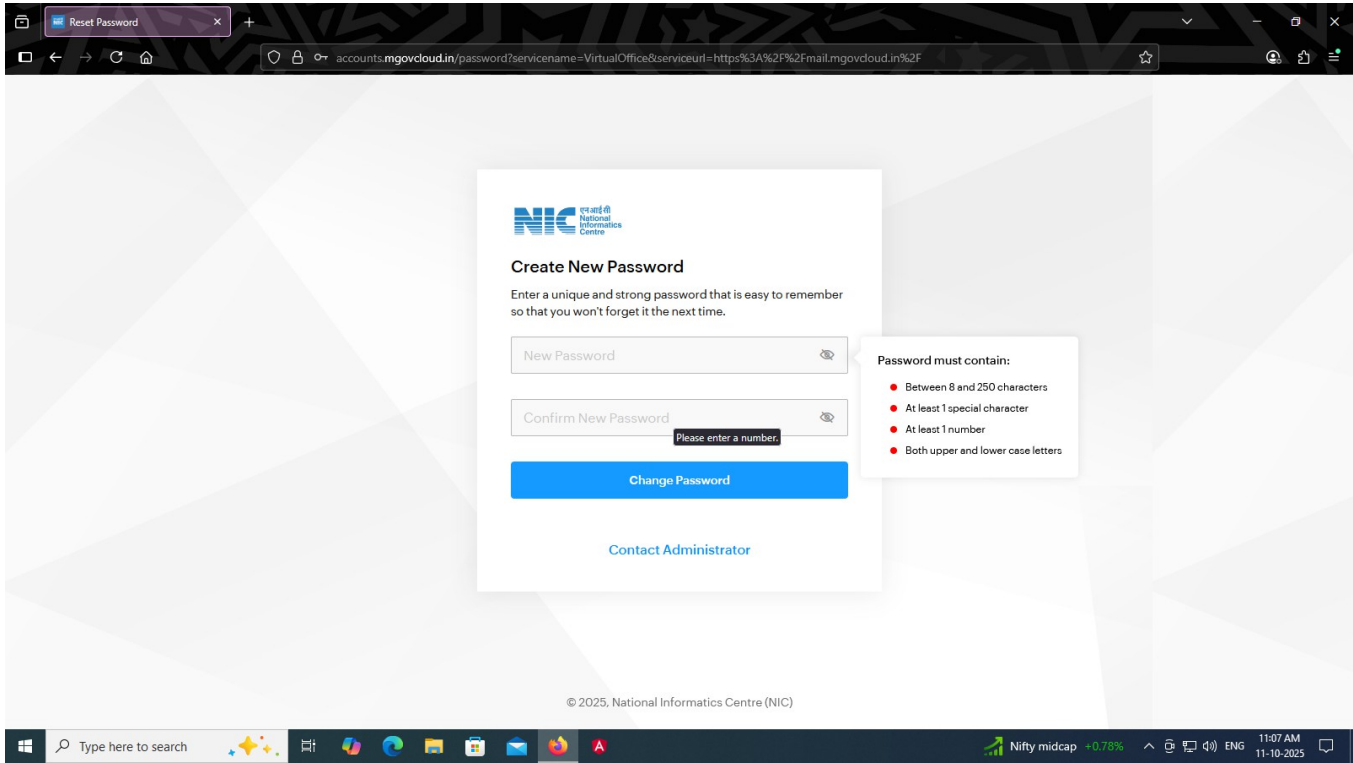 Reset Password
accounts.mgovcloud.in/password?servicename=VirtualOffice&serviceurl=https%3A%2F%2Fmail.mgovcloud.in%2F
NIC
एन आई सी
National
Informatics
Centre
Create New Password
Enter a unique and strong password that is easy to remember
so that you won't forget it the next time.
New Password
Password must contain:
Between 8 and 250 characters
At least 1 special character
At least 1 number
Both upper and lower case letters
Confirm New Password
Please enter a number.
Change Password
Contact Administrator
© 2025, National Informatics Centre (NIC)
Type here to search
Nifty midcap +0.78%
ENG
11:07 AM
11-10-2025